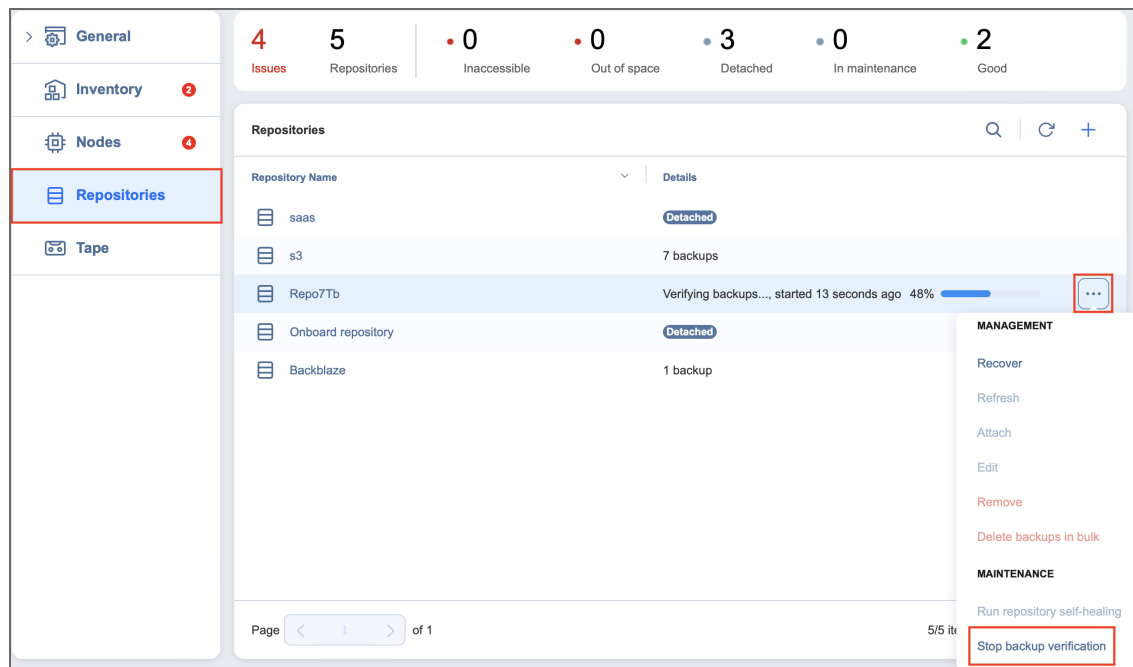 General
Inventory 2
Nodes 4
Repositories
Tape
4 5 0 0 3 0 2
Issues Repositories Inaccessible Out of space Detached In maintenance Good
Repositories
Repository Name Details
saas Detached
s3 7 backups
Repo7Tb Verifying backups..., started 13 seconds ago 48%
Onboard repository Detached
Backblaze 1 backup
MANAGEMENT
Recover
Refresh
Attach
Edit
Remove
Delete backups in bulk
MAINTENANCE
Run repository self-healing
Stop backup verification
Page 1 of 1 5/5 ite